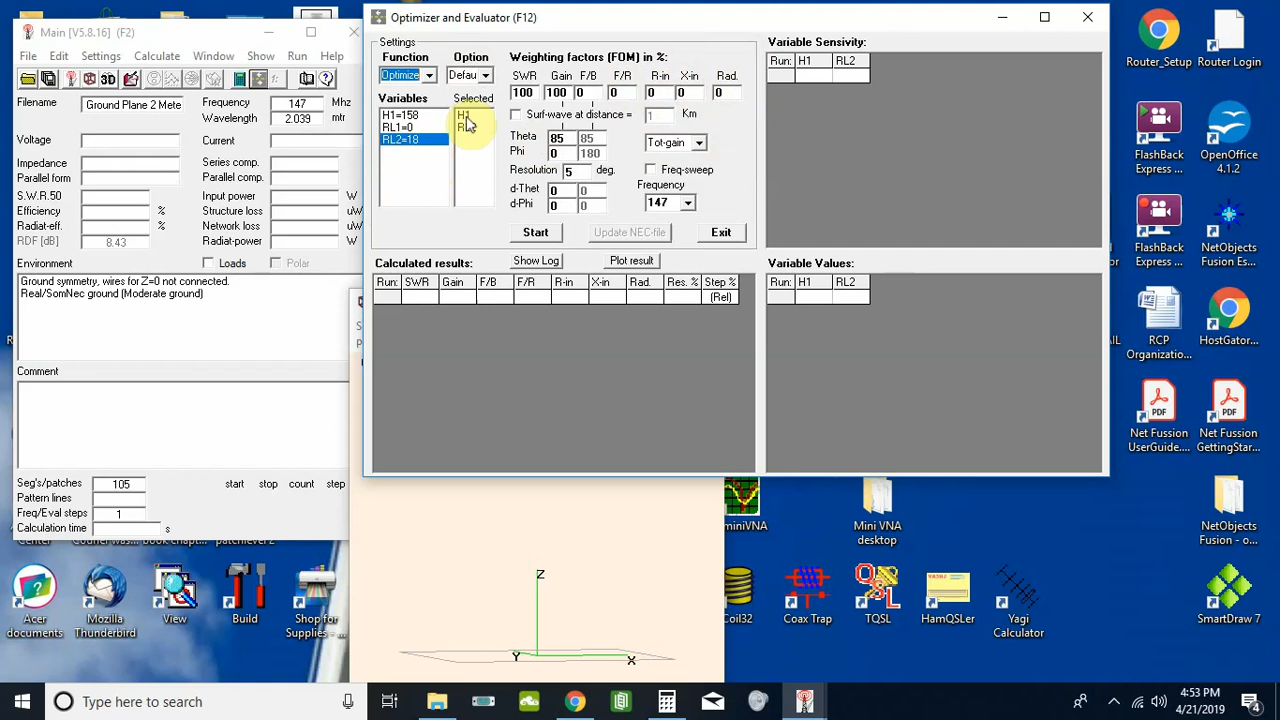 Main [V5.8.16] (F2)
File Edit Settings Calculate Window Show Run Help
3D
Filename Ground Plane 2 Mete
Frequency 147 Mhz
Wavelength 2.039 mtr
Voltage Current
Impedance Series comp.
Parallel form Parallel comp.
S.W.R.50 Input power W
Efficiency % Structure loss uW
Radiat-eff. % Network loss uW
RDF [dB] 8.43 Radiat-power W
Environment Loads Polar
Ground symmetry, wires for Z=0 not connected.
Real/SomNec ground (Moderate ground)
Comment
Seg's/patches 105 start stop count step
Pattern lines
Freq/Eval steps 1
Calculation time s
Optimizer and Evaluator (F12)
Settings
Function Option
Optimize Defau
Variables Selected
H1=158 H1
RL1=0
RL2=18
Weighting factors (FOM) in %:
SWR Gain F/B F/R R-in X-in Rad.
100 100 0 0 0 0 0
Surf-wave at distance = 1 Km
Theta 85 85
Phi 0 180
Tot-gain
Resolution 5 deg.
Freq-sweep
d-Thet 0 0
d-Phi 0 0
Frequency
147
Start Update NEC-file Exit
Variable Sensitivity:
Run: H1 RL2
Calculated results: Show Log Plot result
Run: SWR Gain F/B F/R R-in X-in Rad. Res. % Step %
(Rel)
Variable Values:
Run: H1 RL2
Z
Y X
Router_Setup
Router Login
FlashBack Express ...
OpenOffice 4.1.2
FlashBack Express ...
NetObjects Fusion ...
RCP Organizatio...
HostGator...
Net Fussion UserGuide....
Net Fussion GettingStar...
miniVNA
Mini VNA desktop
NetObjects Fusion - o...
Acer documents
Mozilla Thunderbird
View
Build
Shop for Supplies - ...
Coil32
Coax Trap
TQSL
HamQSLer
Yagi Calculator
SmartDraw 7
QSL
PDF
PDF
Type here to search
4:53 PM
4/21/2019
4